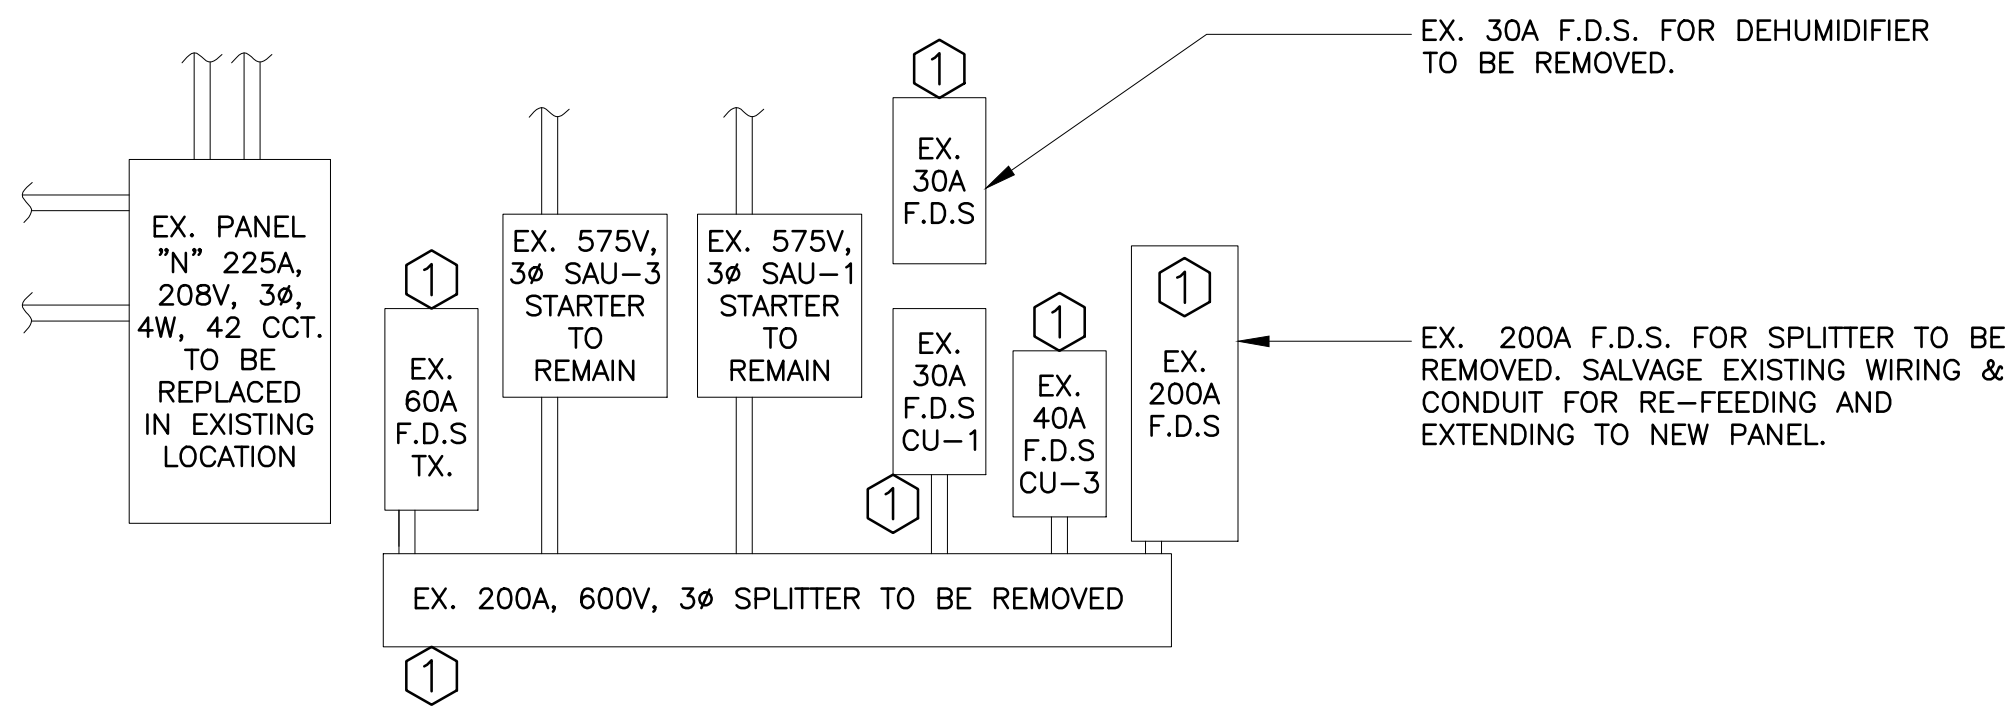 EX. 30A F.D.S. FOR DEHUMIDIFIER
TO BE REMOVED.
1
EX.
30A
F.D.S
EX. PANEL
"N" 225A,
208V, 3ø,
4W, 42 CCT.
TO BE
REPLACED
IN EXISTING
LOCATION
1
EX.
60A
F.D.S
TX.
EX. 575V,
3ø SAU-3
STARTER
TO
REMAIN
EX. 575V,
3ø SAU-1
STARTER
TO
REMAIN
EX.
30A
F.D.S
CU-1
1
1
EX.
40A
F.D.S
CU-3
1
EX.
200A
F.D.S
EX. 200A F.D.S. FOR SPLITTER TO BE
REMOVED. SALVAGE EXISTING WIRING &
CONDUIT FOR RE-FEEDING AND
EXTENDING TO NEW PANEL.
EX. 200A, 600V, 3ø SPLITTER TO BE REMOVED
1